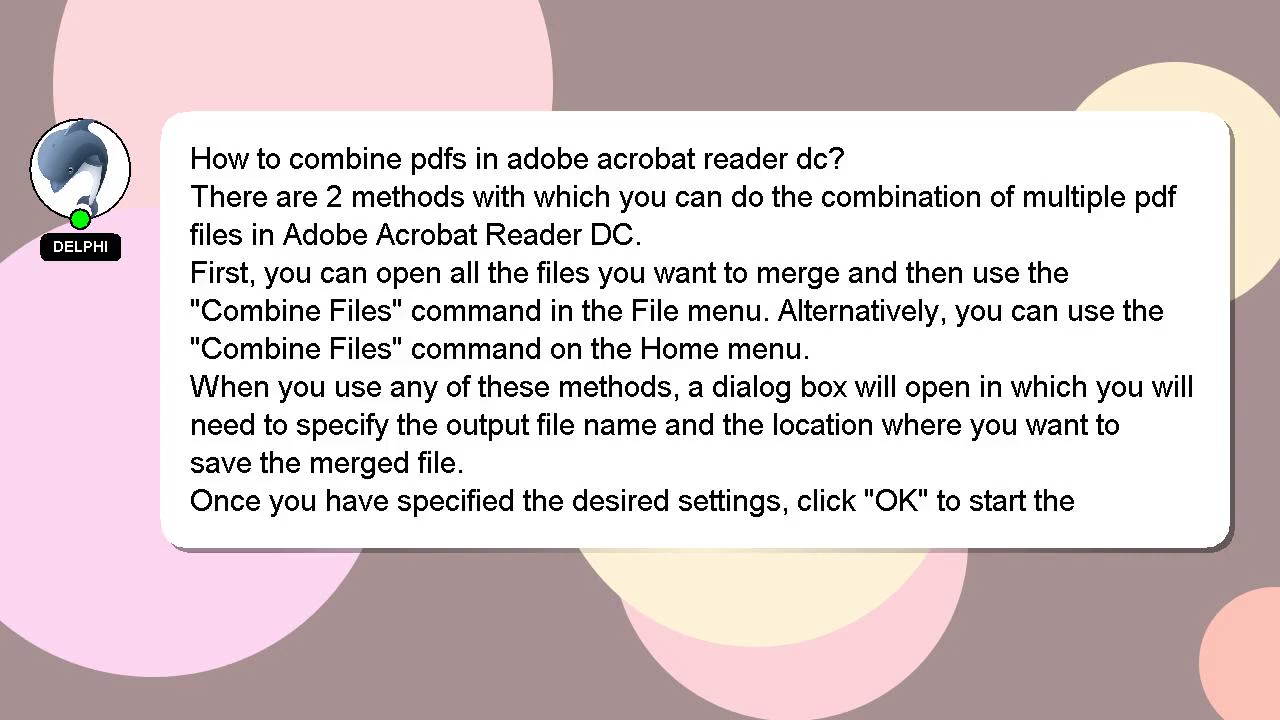 How to combine pdfs in adobe acrobat reader dc?
There are 2 methods with which you can do the combination of multiple pdf
files in Adobe Acrobat Reader DC.
First, you can open all the files you want to merge and then use the
"Combine Files" command in the File menu. Alternatively, you can use the
"Combine Files" command on the Home menu.
When you use any of these methods, a dialog box will open in which you will
need to specify the output file name and the location where you want to
save the merged file.
Once you have specified the desired settings, click "OK" to start the
DELPHI